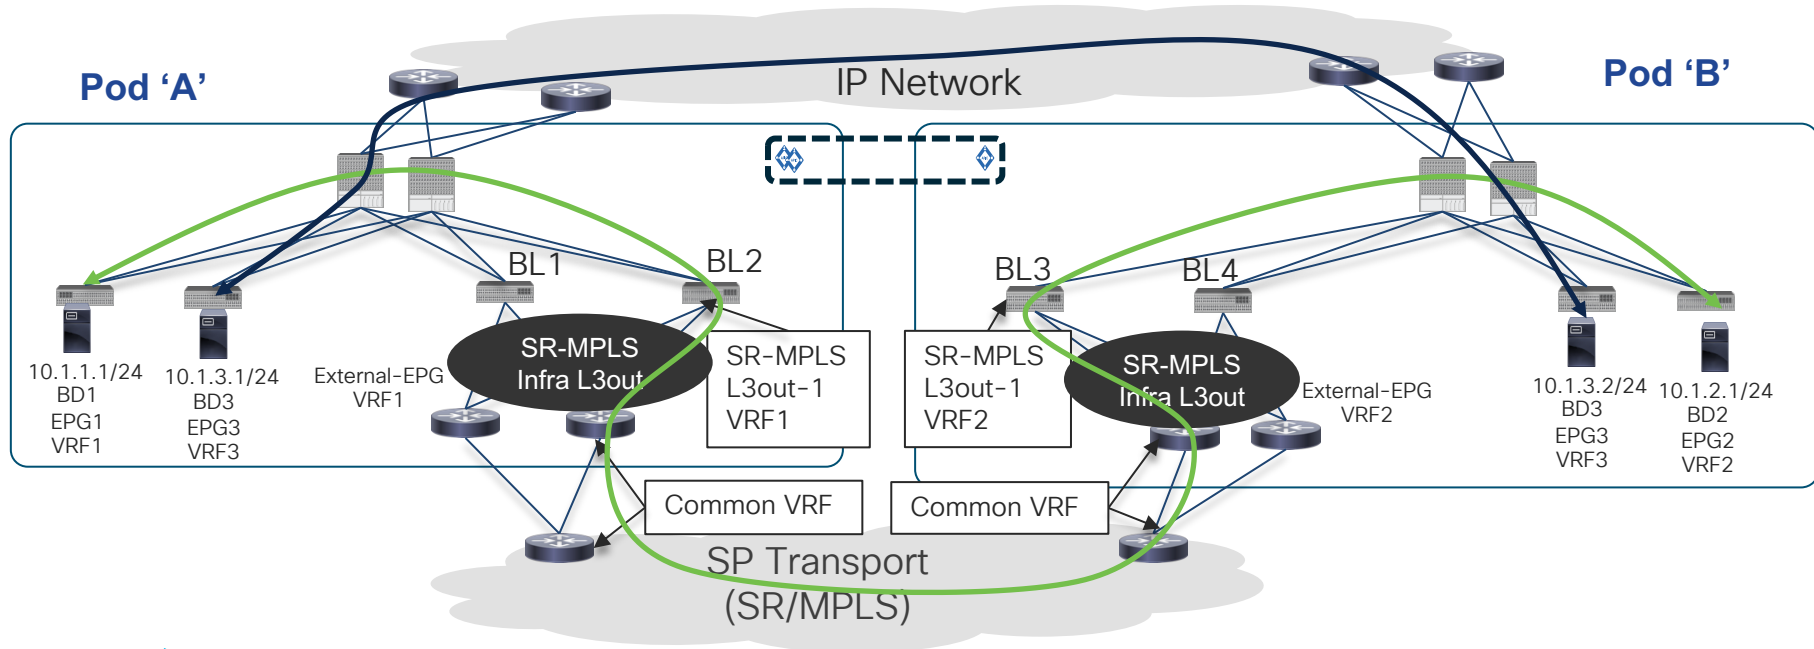 IP Network
Pod ‘A’
Pod ‘B’
BL1
BL2
BL3
BL4
SR-MPLS
Infra L3out
SR-MPLS
L3out-1
VRF1
SR-MPLS
L3out-1
VRF2
SR-MPLS
Infra L3out
10.1.1.1/24
BD1
EPG1
VRF1
10.1.3.1/24
BD3
EPG3
VRF3
External-EPG
VRF1
External-EPG
VRF2
10.1.3.2/24
BD3
EPG3
VRF3
10.1.2.1/24
BD2
EPG2
VRF2
Common VRF
Common VRF
SP Transport
(SR/MPLS)